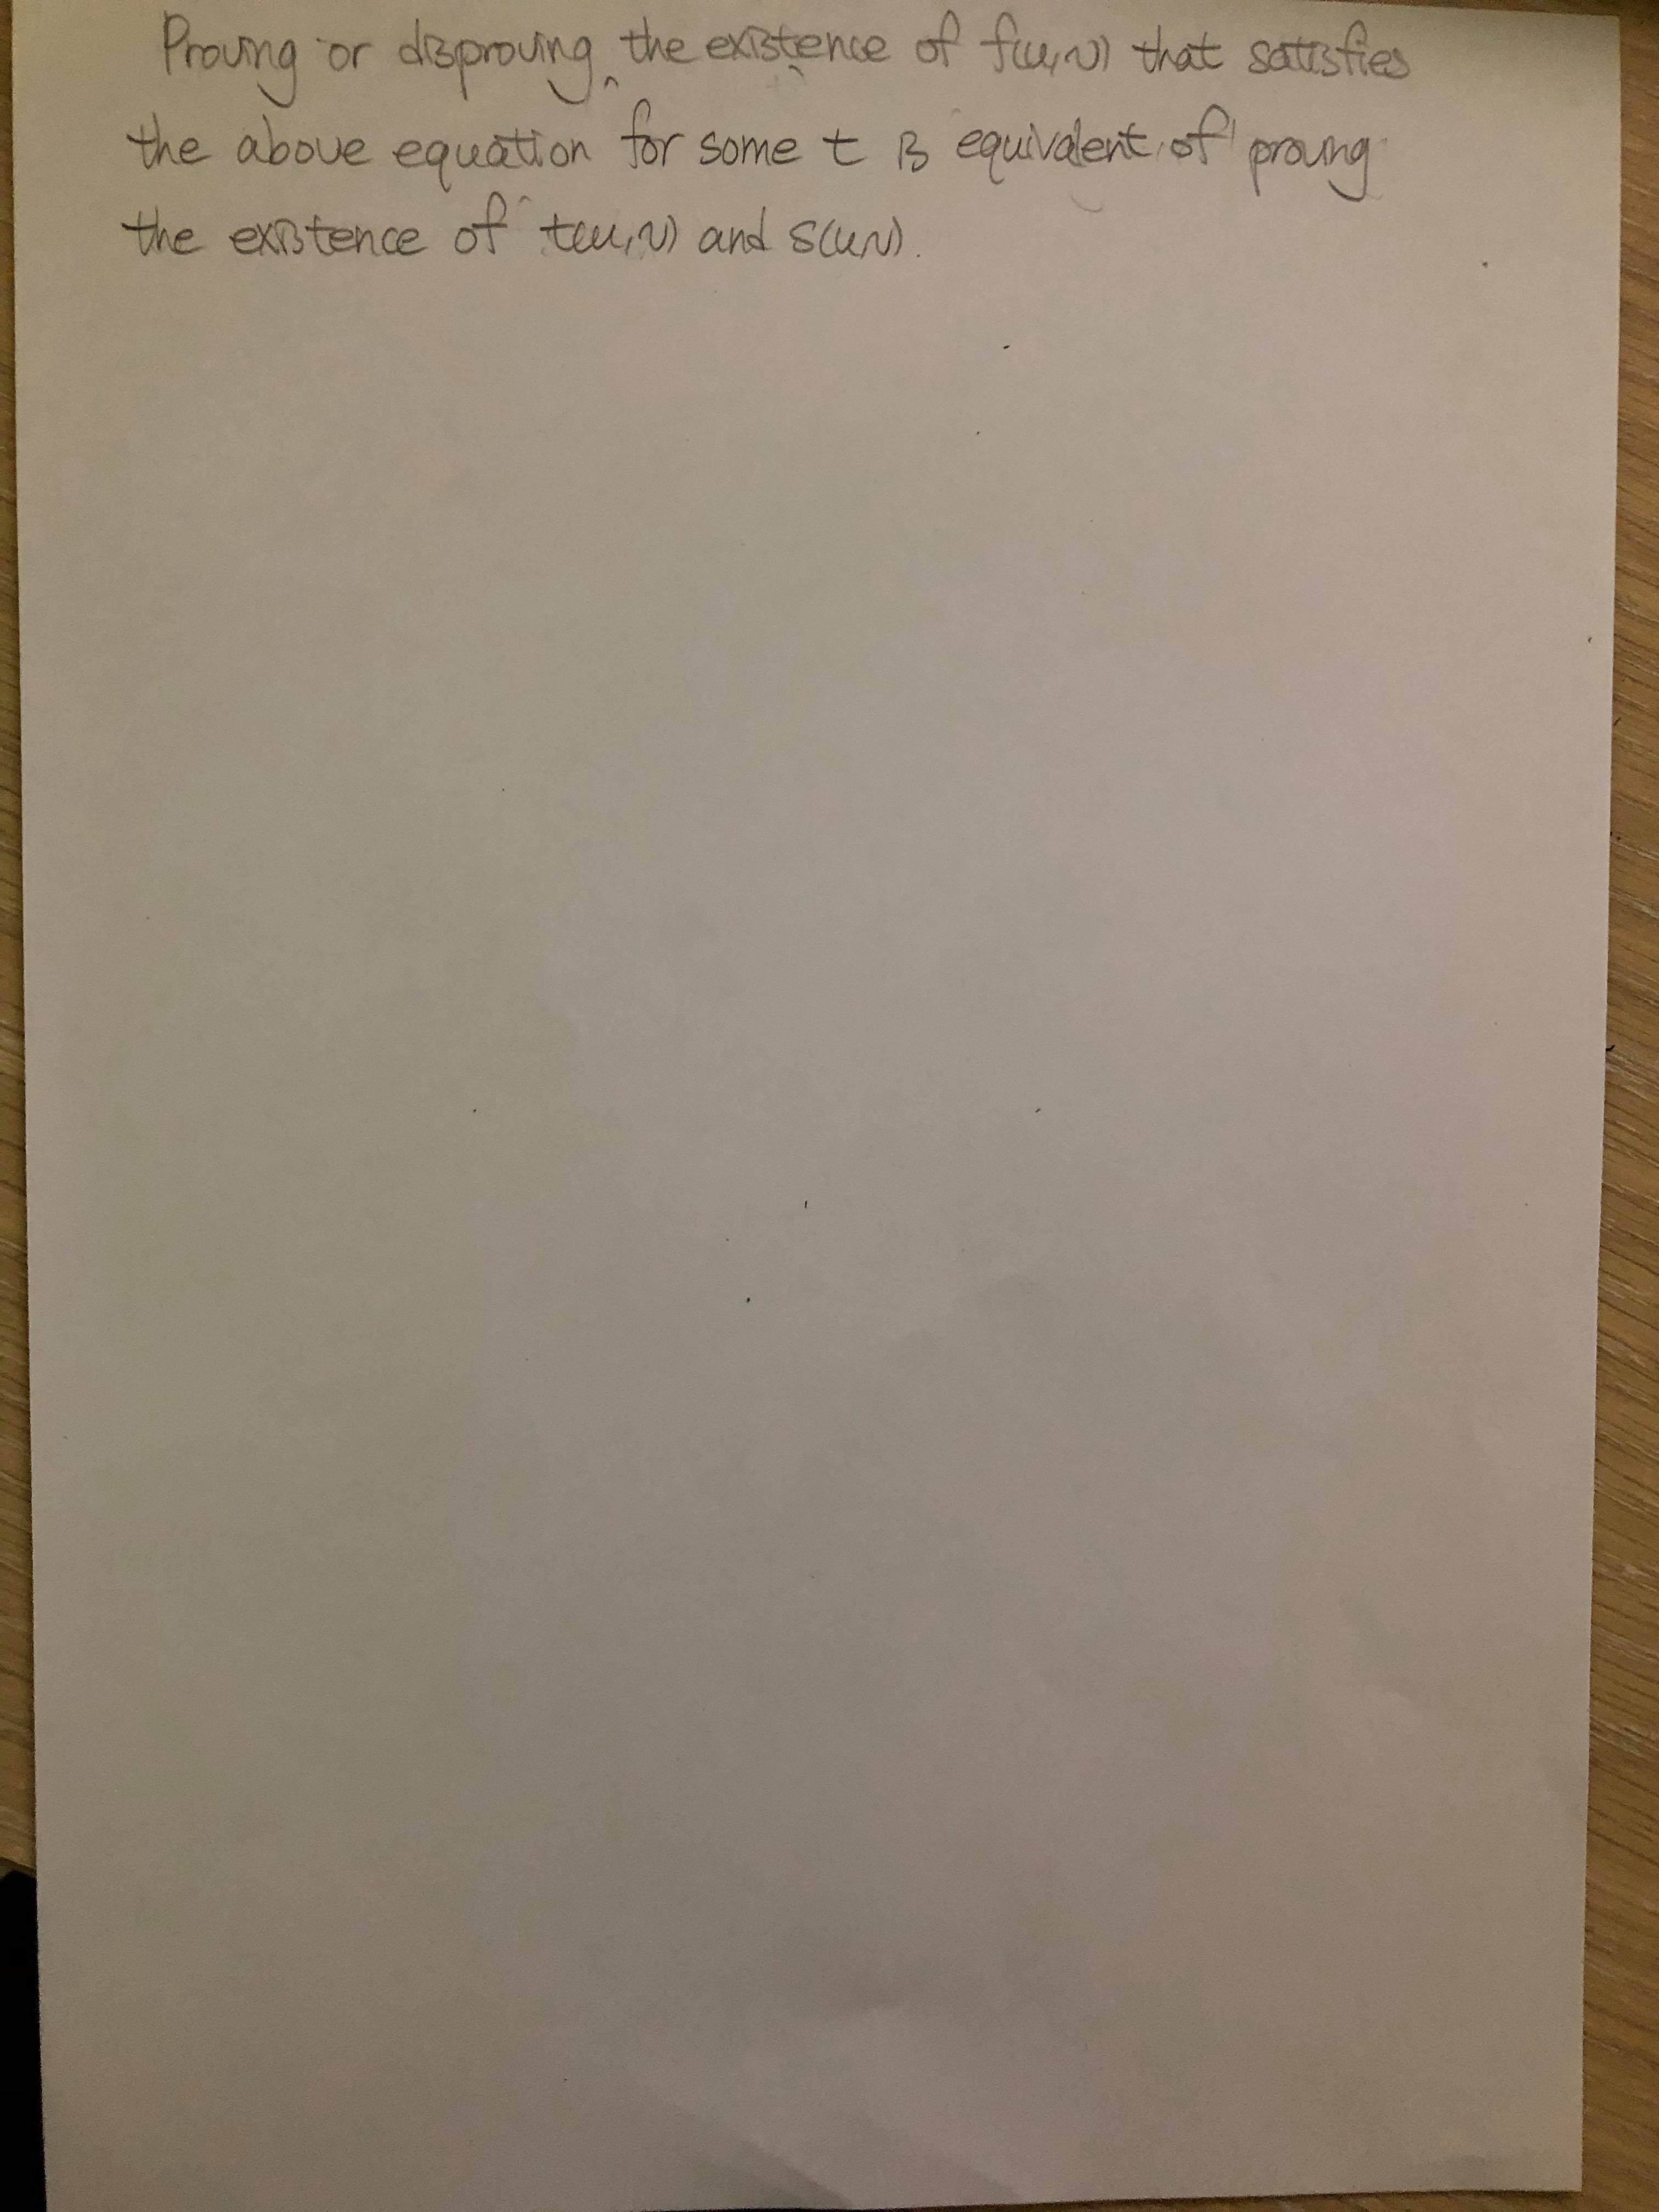 Proving or disproving the existence of f(u,v) that satisfies
the above equation for some t is equivalent of proving
the existence of t(u,v) and s(u,v).